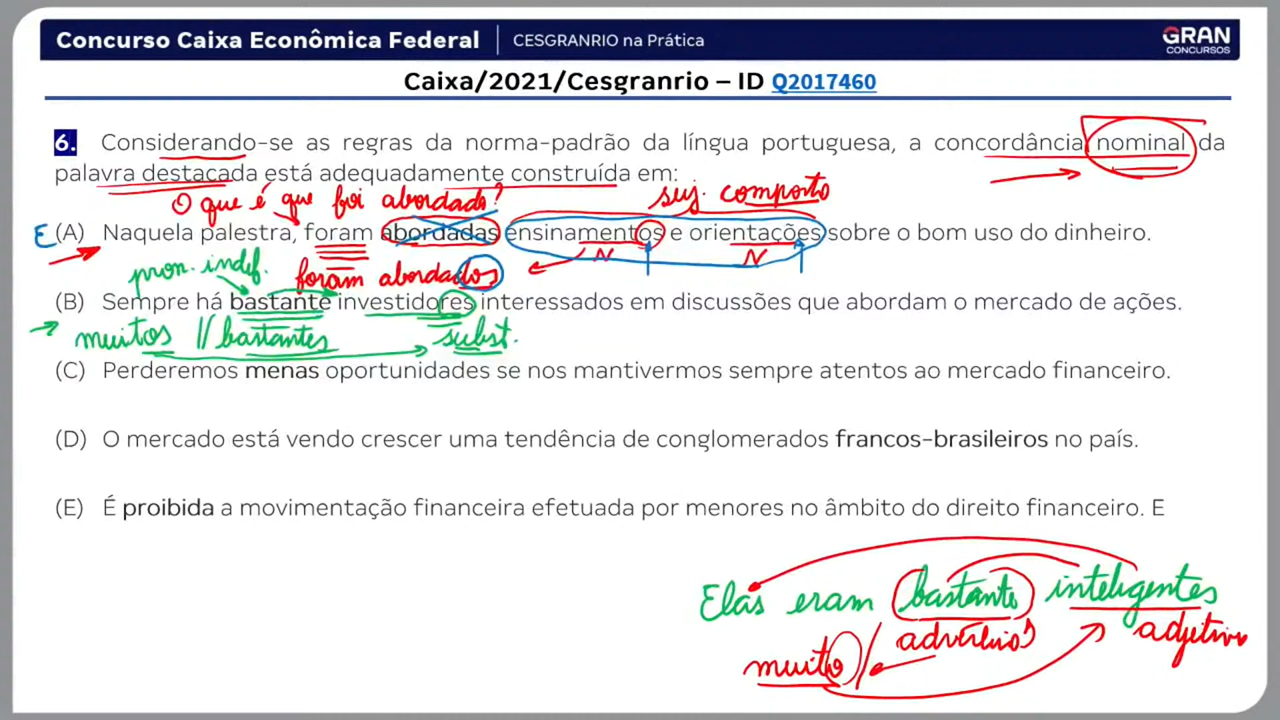 Concurso Caixa Econômica Federal | CESGRANRIO na Prática
GRAN
CONCURSOS
Caixa/2021/Cesgranrio – ID Q2017460
6. Considerando-se as regras da norma-padrão da língua portuguesa, a concordância nominal da
palavra destacada está adequadamente construída em:
O que é que foi abordado?
suj. composto
E (A) Naquela palestra, foram abordadas ensinamentos e orientações sobre o bom uso do dinheiro.
N N
pron. indef.
foram abordados
(B) Sempre há bastante investidores interessados em discussões que abordam o mercado de ações.
muitos // bastantes subst.
(C) Perderemos menas oportunidades se nos mantivermos sempre atentos ao mercado financeiro.
(D) O mercado está vendo crescer uma tendência de conglomerados francos-brasileiros no país.
(E) É proibida a movimentação financeira efetuada por menores no âmbito do direito financeiro. E
Elas eram bastante inteligentes
muito / advérbio adjetivo